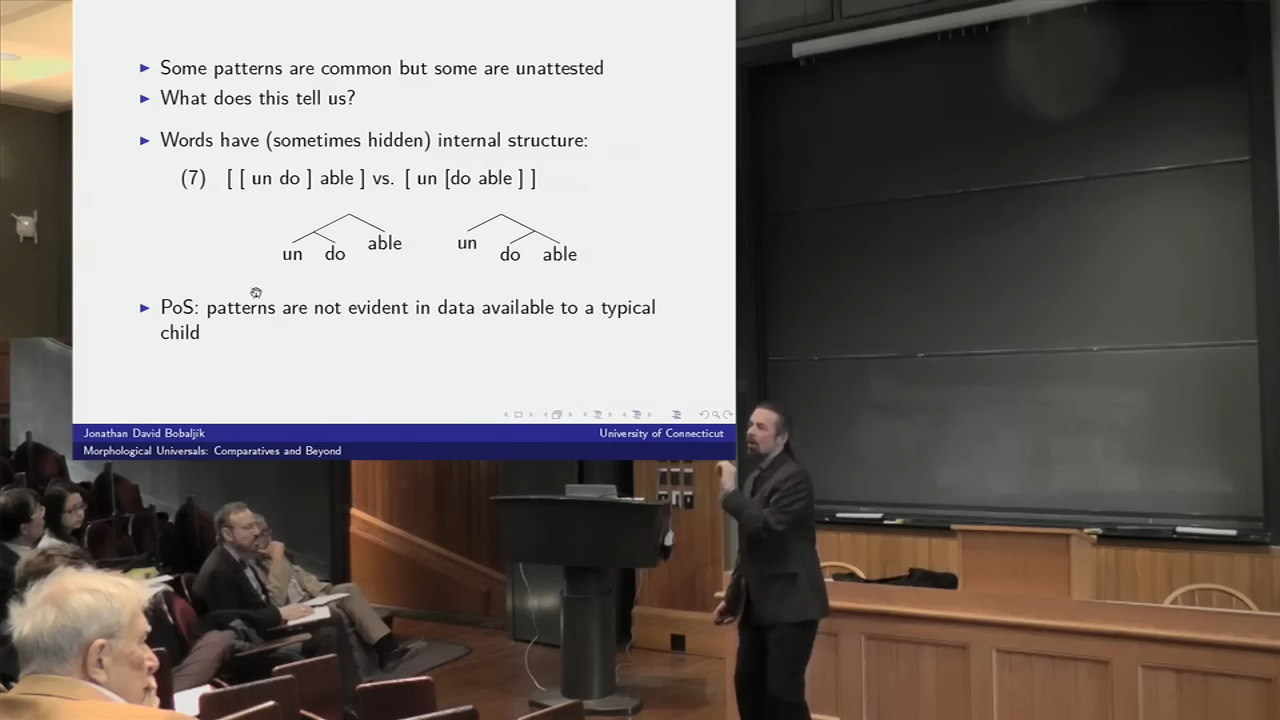 Some patterns are common but some are unattested
What does this tell us?
Words have (sometimes hidden) internal structure:
(7) [ [ un do ] able ] vs. [ un [do able ] ]
un do able un do able
PoS: patterns are not evident in data available to a typical
child
Jonathan David Bobaljik University of Connecticut
Morphological Universals: Comparatives and Beyond